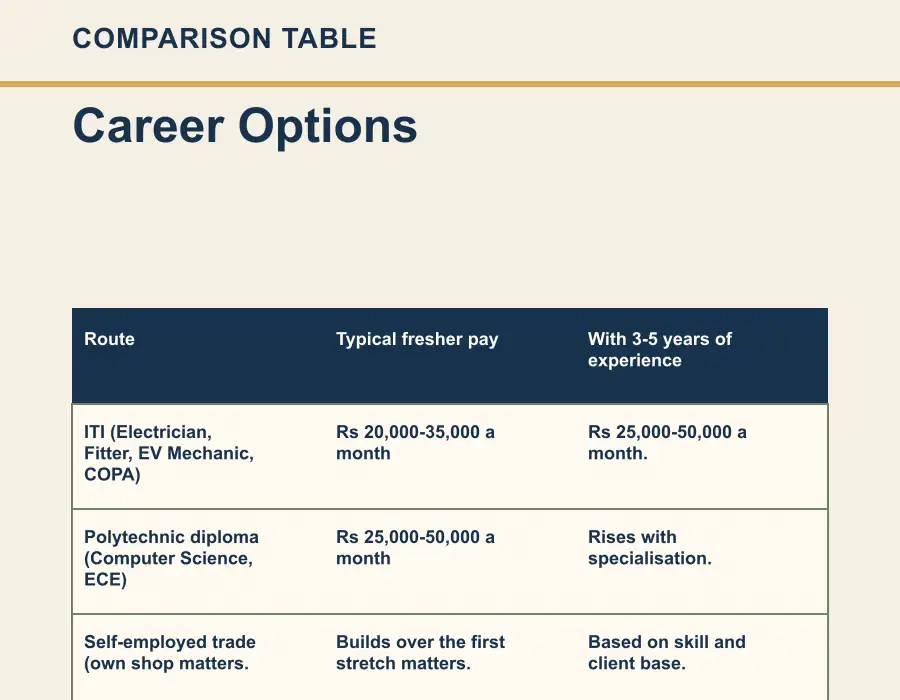 COMPARISON TABLE
Career Options
Route
Typical fresher pay
With 3-5 years of
experience
ITI (Electrician,
Fitter, EV Mechanic,
COPA)
Rs 20,000-35,000 a
month
Rs 25,000-50,000 a
month.
Polytechnic diploma
(Computer Science,
ECE)
Rs 25,000-50,000 a
month
Rises with
specialisation.
Self-employed trade
(own shop matters.
Builds over the first
stretch matters.
Based on skill and
client base.